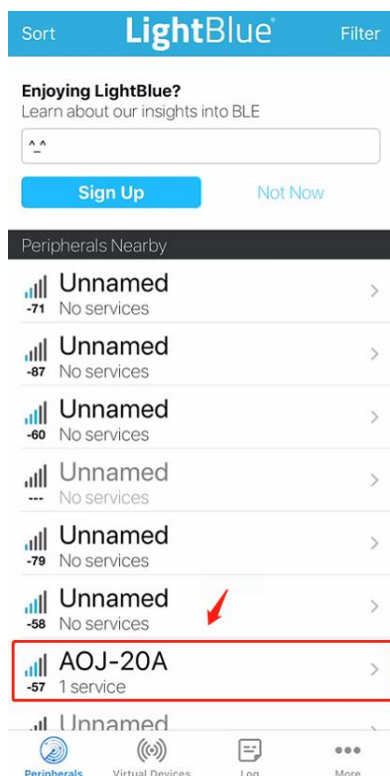 Sort LightBlue® Filter
Enjoying LightBlue?
Learn about our insights into BLE
^_^
Sign Up Not Now
Peripherals Nearby
Unnamed
-71 No services
Unnamed
-87 No services
Unnamed
-60 No services
Unnamed
--- No services
Unnamed
-79 No services
Unnamed
-58 No services
AOJ-20A
-57 1 service
Unnamed
Peripherals Virtual Devices Log More